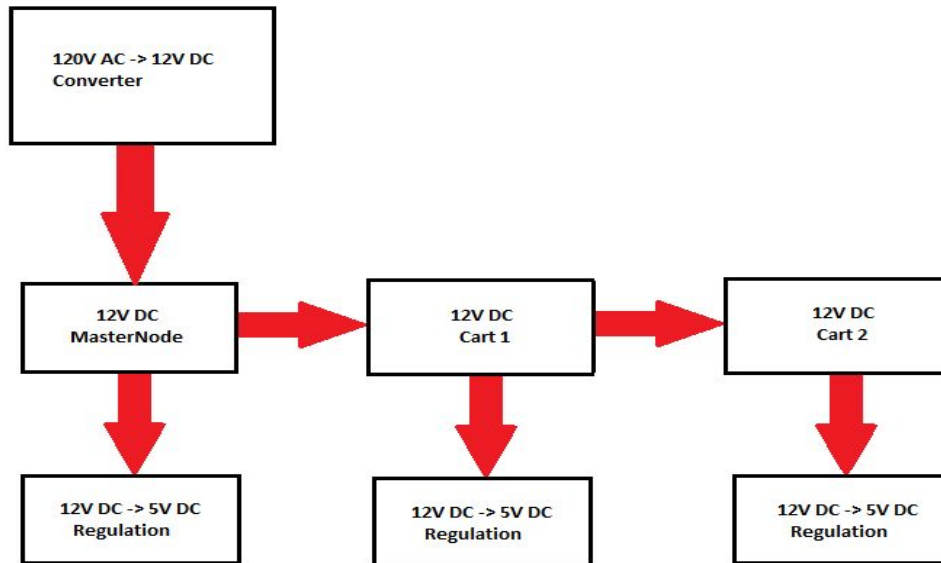 120V AC -> 12V DC
Converter
12V DC
MasterNode
12V DC
Cart 1
12V DC
Cart 2
12V DC -> 5V DC
Regulation
12V DC -> 5V DC
Regulation
12V DC -> 5V DC
Regulation